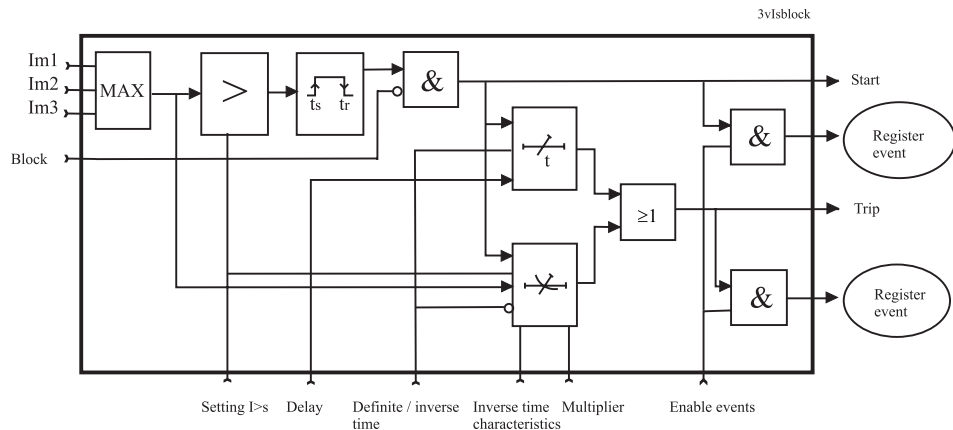 3vIsblock
Im1
Im2
Im3
MAX
>
ts tr
&
Start
Block
t
&
Register
event
≥1
Trip
&
Register
event
Setting I>s
Delay
Definite / inverse
time
Inverse time
characteristics
Multiplier
Enable events